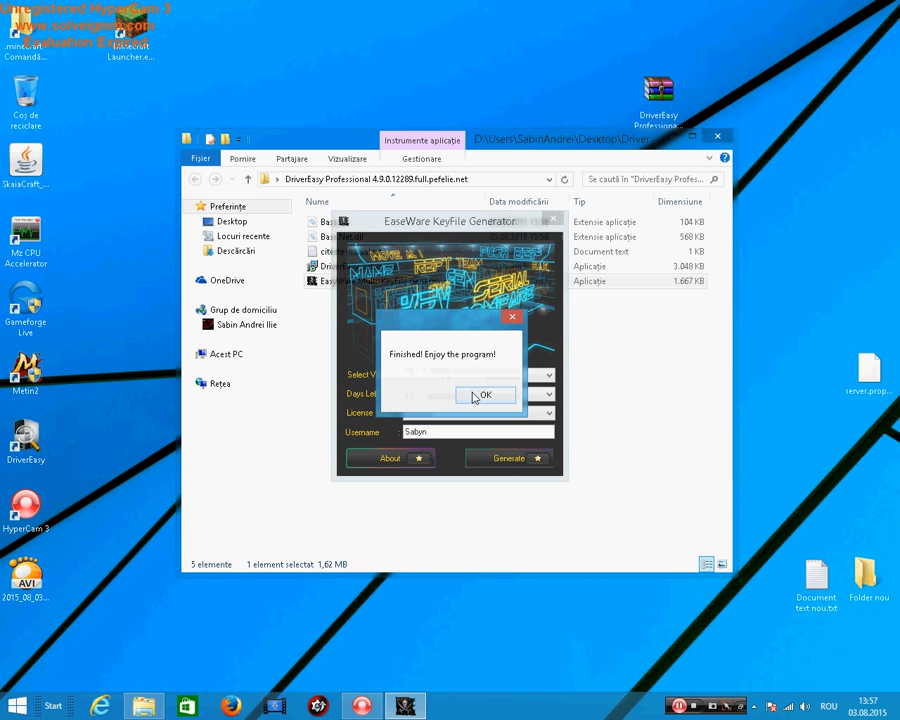 Unregistered HyperCam 3
www.solveigmm.com
Evaluation Expired
.minecraft
Comandă...
Minecraft
Launcher.e...
Coș de
reciclare
SkaiaCraft_...
Mz CPU
Accelerator
Gameforge
Live
Metin2
DriverEasy
HyperCam 3
AVI
2015_08_03...
DriverEasy
Professiona...
server.prop...
Document
text nou.txt
Folder nou
Instrumente aplicație
D:\Users\SabinAndrei\Desktop\Driver
Fișier
Pornire
Partajare
Vizualizare
Gestionare
DriverEasy Professional 4.9.0.12289.full.pefelie.net
Se caută în "DriverEasy Profes...
Nume
Data modificării
Tip
Dimensiune
Extensie aplicație
104 KB
Extensie aplicație
568 KB
Document text
1 KB
Aplicație
3.048 KB
Aplicație
1.667 KB
Preferințe
Desktop
Locuri recente
Descărcări
OneDrive
Grup de domiciliu
Sabin Andrei Ilie
Acest PC
Rețea
EaseWare KeyFile Generator
Finished! Enjoy the program!
OK
Select V
Days Lef
License
Username :
Sabyn
About
Generate
5 elemente
1 element selectat 1,62 MB
Start
ROU
13:57
03.08.2015